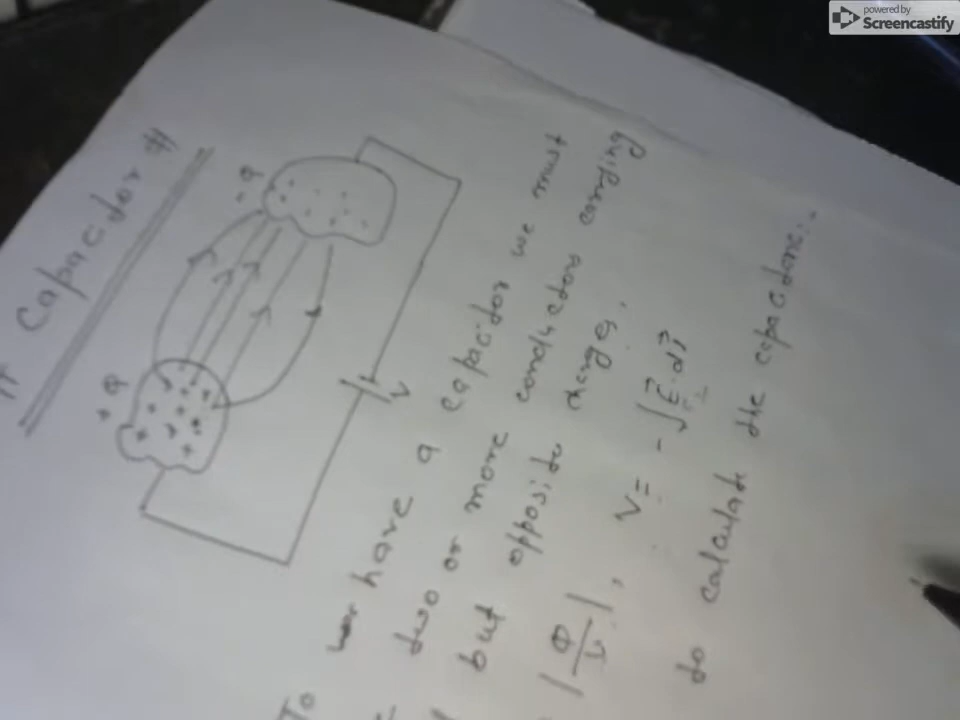 # Capacitor #
+Q
-q
V
To have a capacitor we must
two or more conductors carrying
but opposite charges.
|Q/V|, V = -∫E⃗.dl⃗
to calculate the capacitance:-
powered by
Screencastify